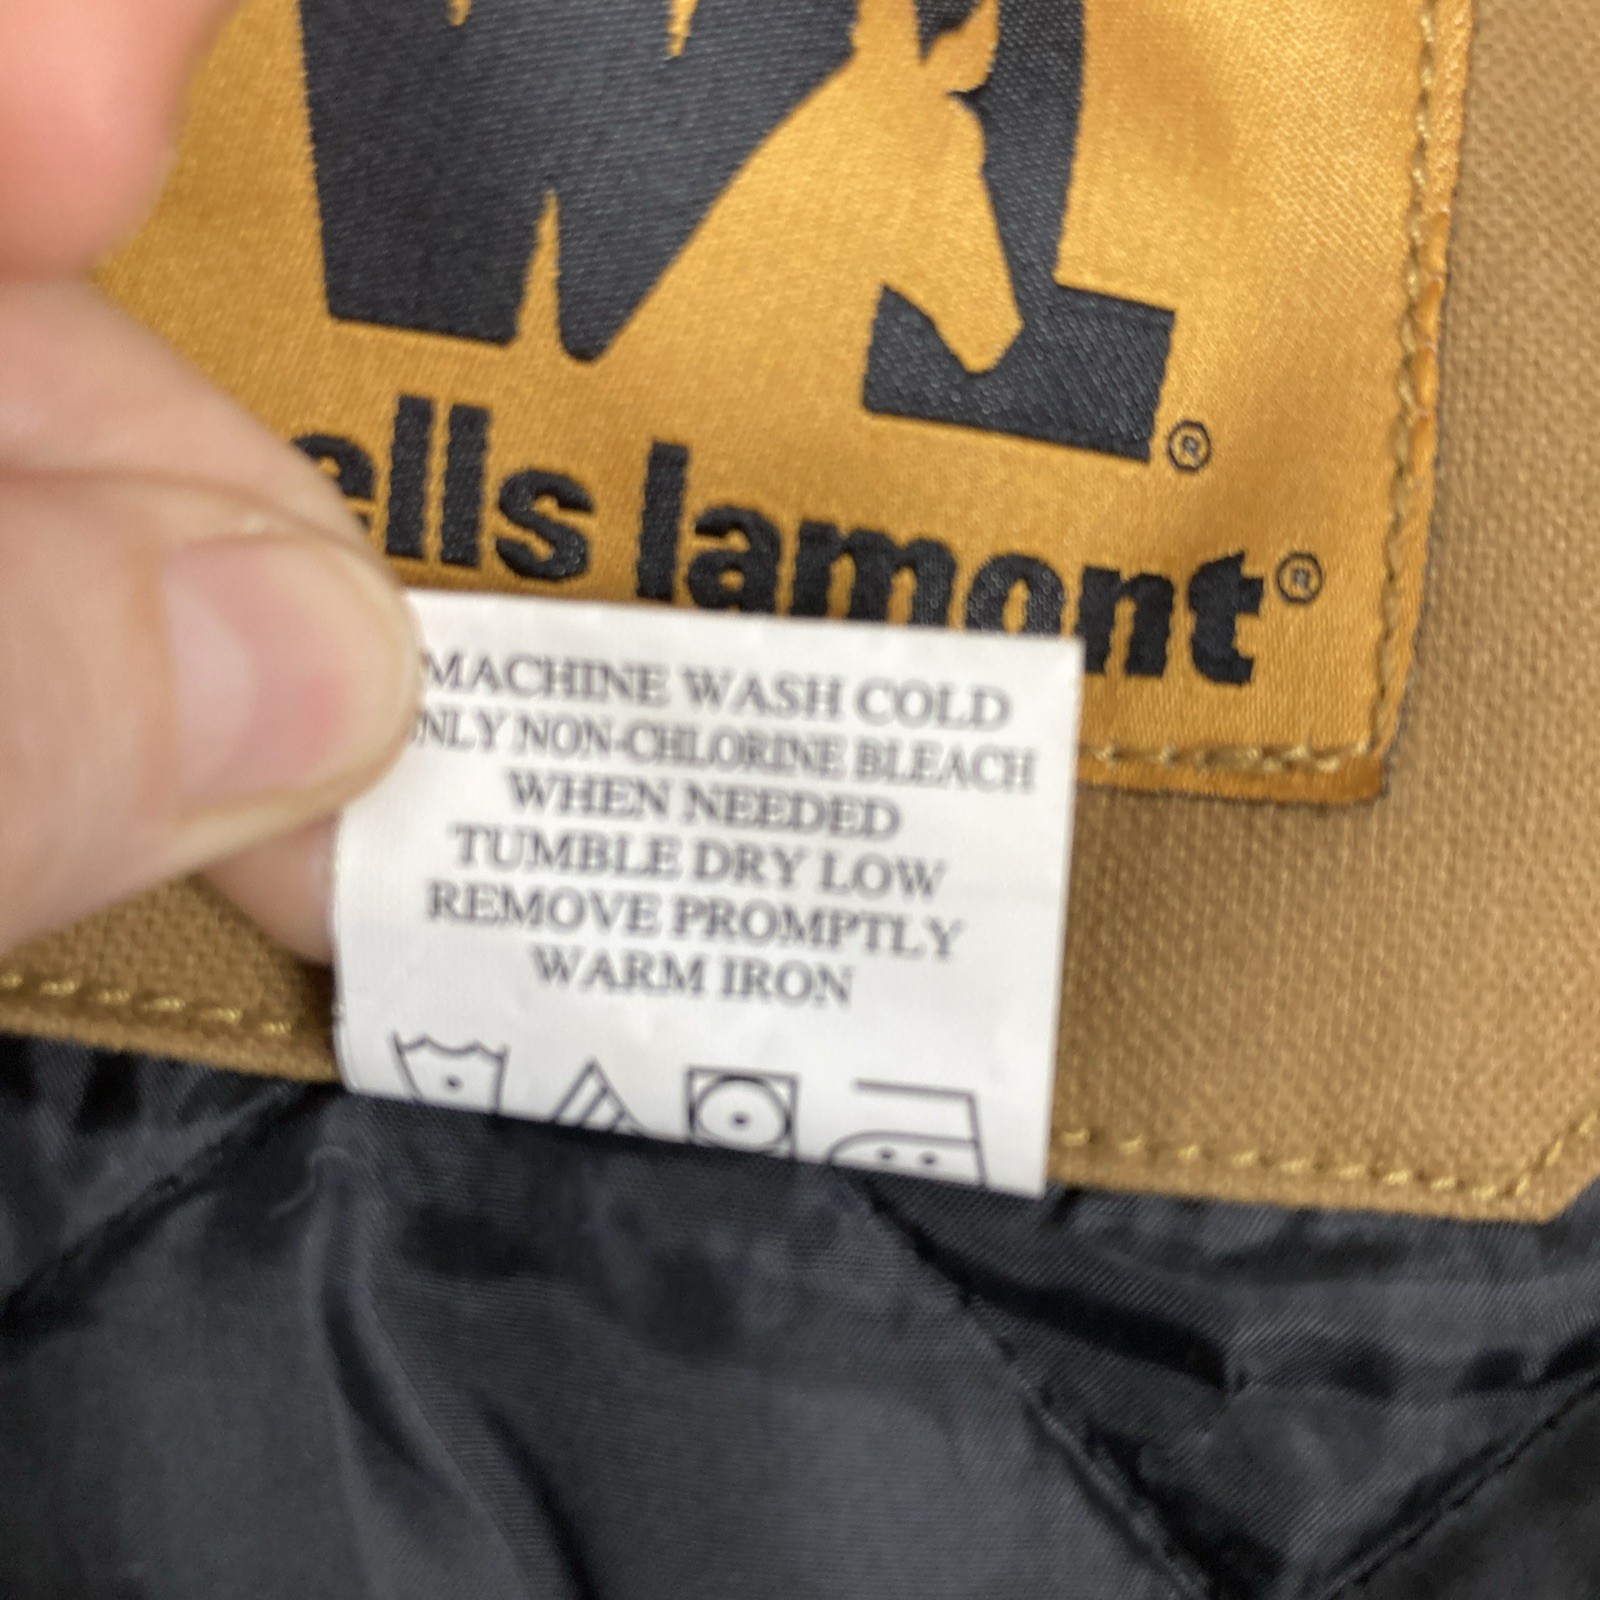 ells lamont®
MACHINE WASH COLD
NLY NON-CHLORINE BLEACH
WHEN NEEDED
TUMBLE DRY LOW
REMOVE PROMPTLY
WARM IRON